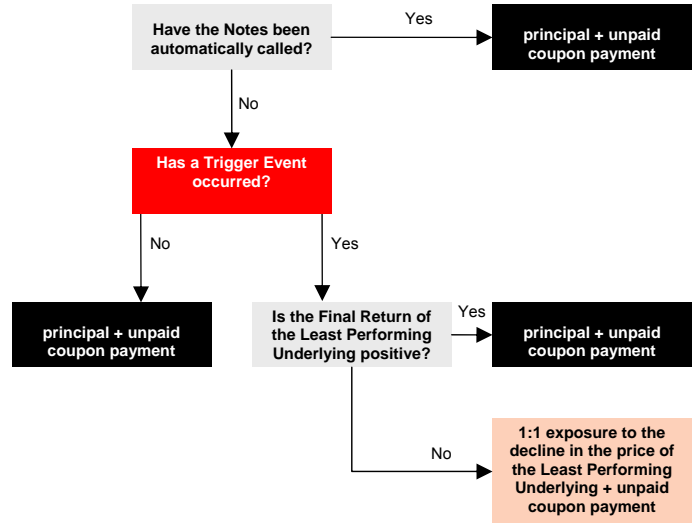 Have the Notes been
automatically called?
Yes
principal + unpaid
coupon payment
No
Has a Trigger Event
occurred?
No
Yes
principal + unpaid
coupon payment
Is the Final Return of
the Least Performing
Underlying positive?
Yes
principal + unpaid
coupon payment
No
1:1 exposure to the
decline in the price of
the Least Performing
Underlying + unpaid
coupon payment